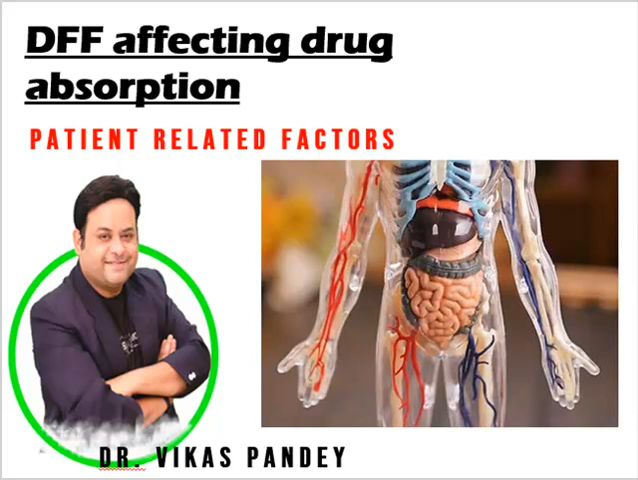 DFF affecting drug
absorption
PATIENT RELATED FACTORS
DR. VIKAS PANDEY